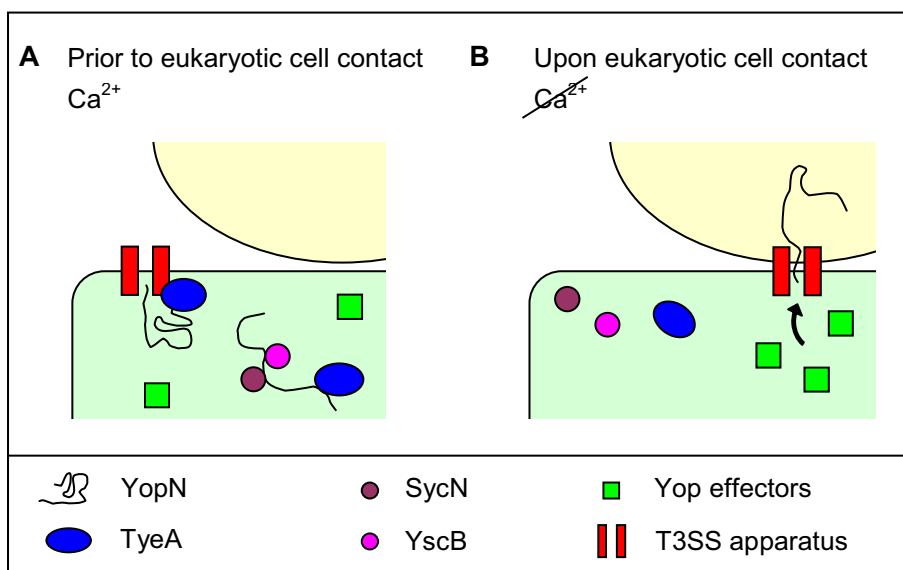 A Prior to eukaryotic cell contact
Ca²⁺
B Upon eukaryotic cell contact
Ca²⁺
YopN
SycN
Yop effectors
TyeA
YscB
T3SS apparatus